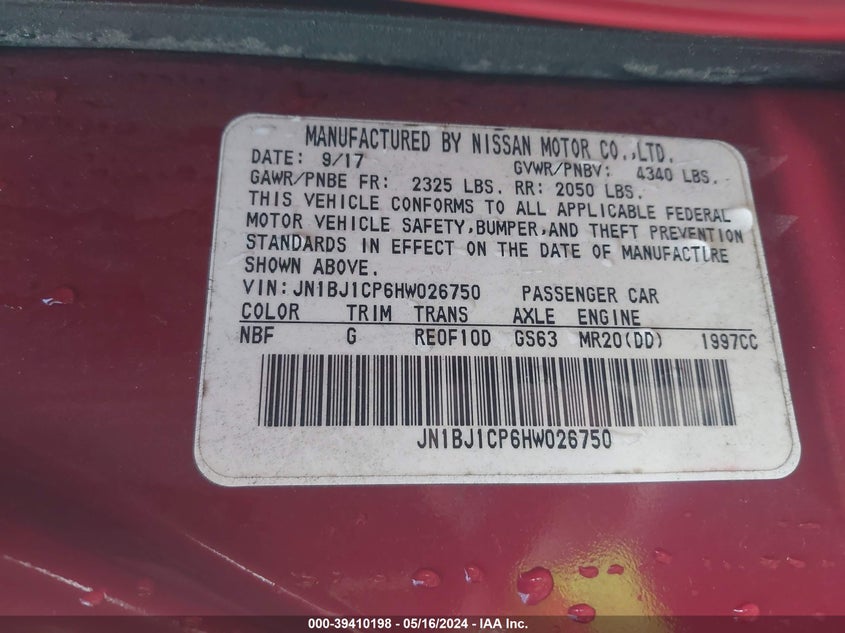 MANUFACTURED BY NISSAN MOTOR CO.,LTD.
DATE: 9/17 GVWR/PNBV: 4340 LBS.
GAWR/PNBE FR: 2325 LBS. RR: 2050 LBS.
THIS VEHICLE CONFORMS TO ALL APPLICABLE FEDERAL
MOTOR VEHICLE SAFETY,BUMPER,AND THEFT PREVENTION
STANDARDS IN EFFECT ON THE DATE OF MANUFACTURE
SHOWN ABOVE.
VIN:JN1BJ1CP6HW026750 PASSENGER CAR
COLOR TRIM TRANS AXLE ENGINE
NBF G RE0F10D GS63 MR20(DD) 1997CC
JN1BJ1CP6HW026750
000-39410198 - 05/16/2024 - IAA Inc.